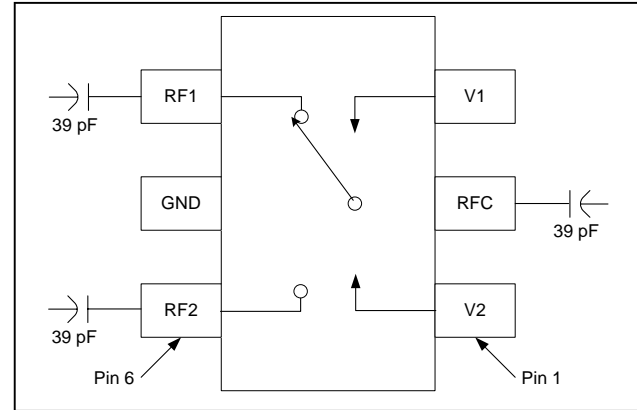 RF1
V1
39 pF
GND
RFC
39 pF
RF2
V2
39 pF
Pin 6
Pin 1